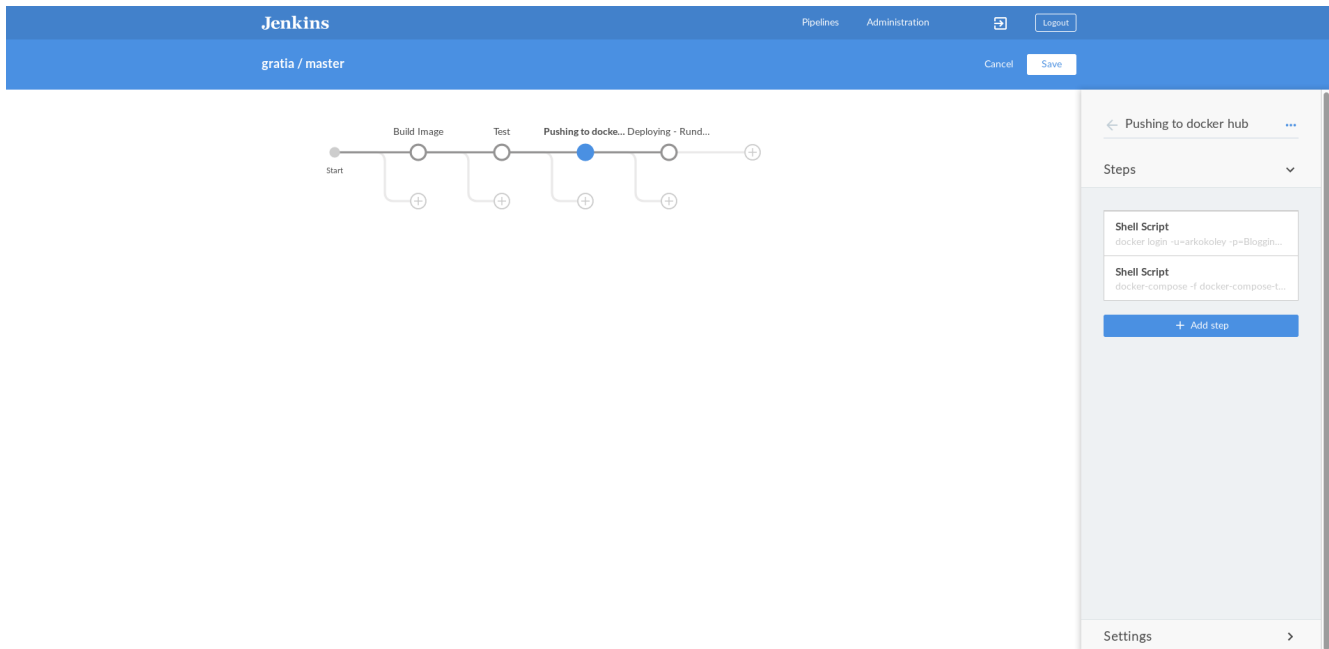 Jenkins
Pipelines
Administration
Logout
gratia / master
Cancel
Save
Build Image
Test
Pushing to docke...
Deploying - Rund...
Start
Pushing to docker hub
Steps
Shell Script
docker login -u=arkokoley -p=Bloggin...
Shell Script
docker-compose -f docker-compose-t...
Add step
Settings